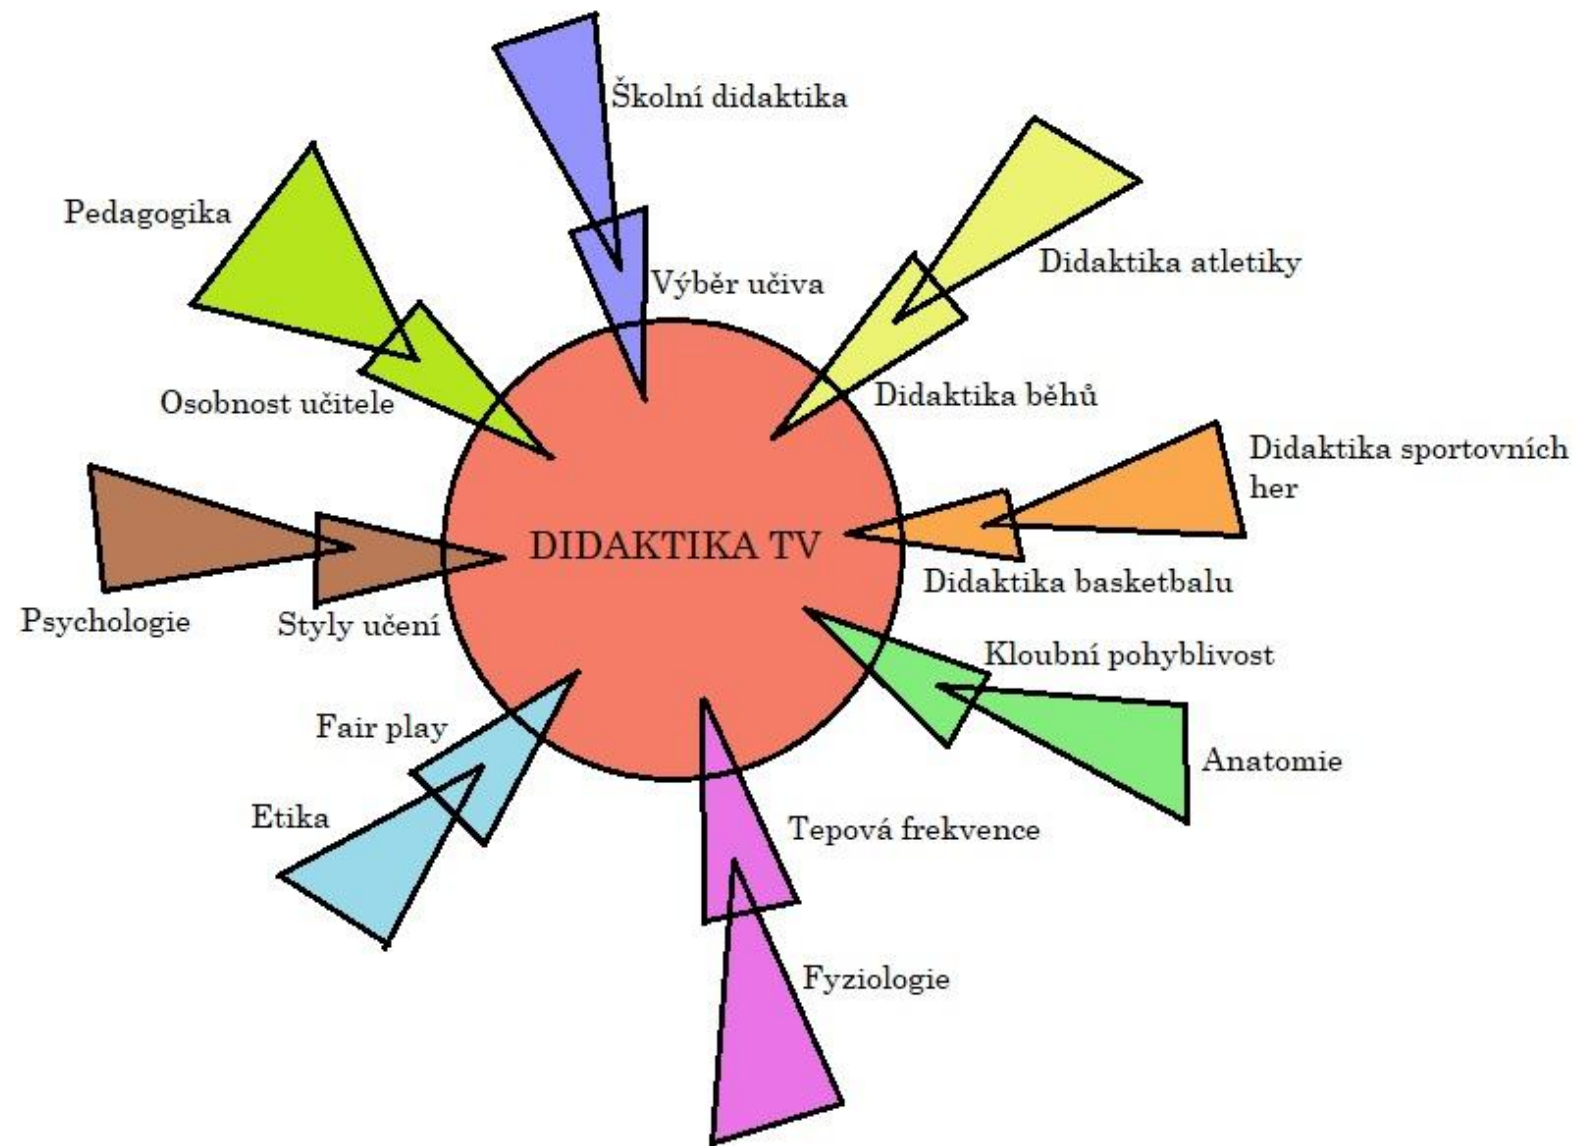 Školní didaktika
Pedagogika
Didaktika atletiky
Výběr učiva
Osobnost učitele
Didaktika běhů
Didaktika sportovních
her
DIDAKTIKA TV
Didaktika basketbalu
Psychologie
Styly učení
Kloubní pohyblivost
Fair play
Anatomie
Etika
Tepová frekvence
Fyziologie